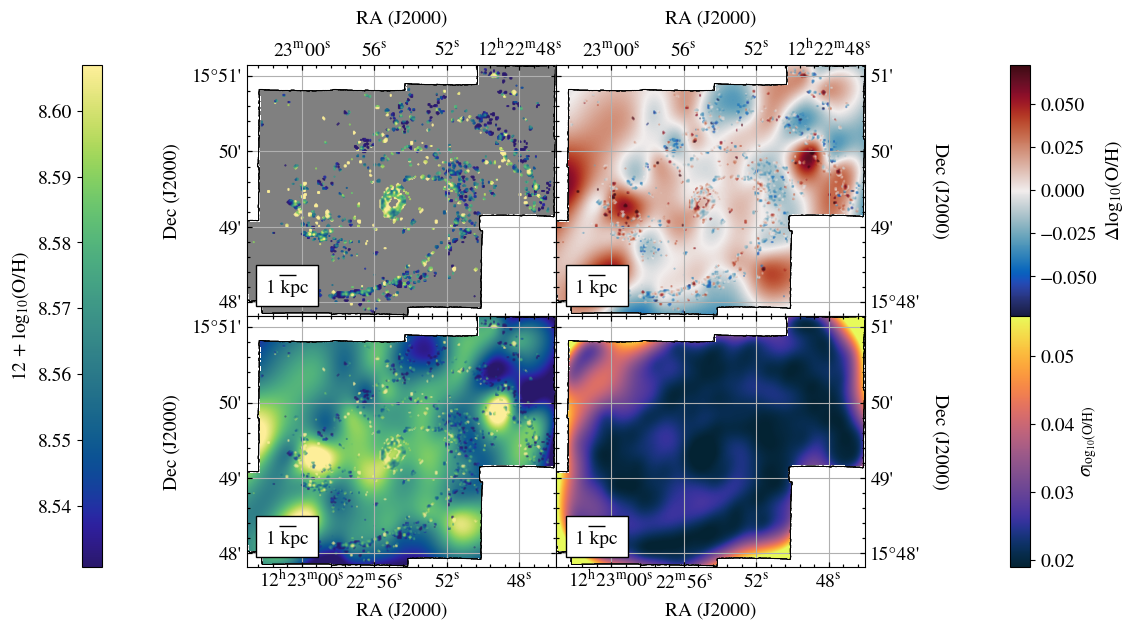 RA (J2000) RA (J2000)
23ᵐ00ˢ 56ˢ 52ˢ 12ʰ22ᵐ48ˢ 23ᵐ00ˢ 56ˢ 52ˢ 12ʰ22ᵐ48ˢ
15°51' 51'
50' 50'
49' 49'
48' 15°48'
Dec (J2000) Dec (J2000)
1 kpc 1 kpc
15°51' 51'
50' 50'
49' 49'
48' 15°48'
Dec (J2000) Dec (J2000)
1 kpc 1 kpc
12ʰ23ᵐ00ˢ 22ᵐ56ˢ 52ˢ 48ˢ 12ʰ23ᵐ00ˢ 22ᵐ56ˢ 52ˢ 48ˢ
RA (J2000) RA (J2000)
12 + log₁₀(O/H)
8.60
8.59
8.58
8.57
8.56
8.55
8.54
Δ log₁₀(O/H)
0.050
0.025
0.000
−0.025
−0.050
σ_log₁₀(O/H)
0.05
0.04
0.03
0.02